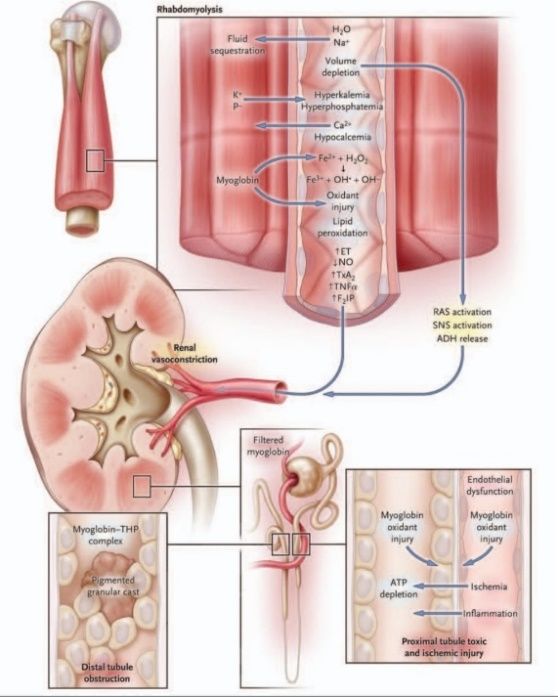 Rhabdomyolysis
H₂O
Na⁺
Fluid
sequestration
Volume
depletion
K⁺
P⁻
Hyperkalemia
Hyperphosphatemia
Ca²⁺
Hypocalcemia
Myoglobin
Fe²⁺ + H₂O₂
↓
Fe³⁺ + OH• + OH⁻
Oxidant
injury
Lipid
peroxidation
↑ET
↓NO
↑TxA₂
↑TNFα
↑F₂IP
RAS activation
SNS activation
ADH release
Renal
vasoconstriction
Filtered
myoglobin
Myoglobin–THP
complex
Pigmented
granular cast
Distal tubule
obstruction
Endothelial
dysfunction
Myoglobin
oxidant
injury
Myoglobin
oxidant
injury
ATP
depletion
Ischemia
Inflammation
Proximal tubule toxic
and ischemic injury